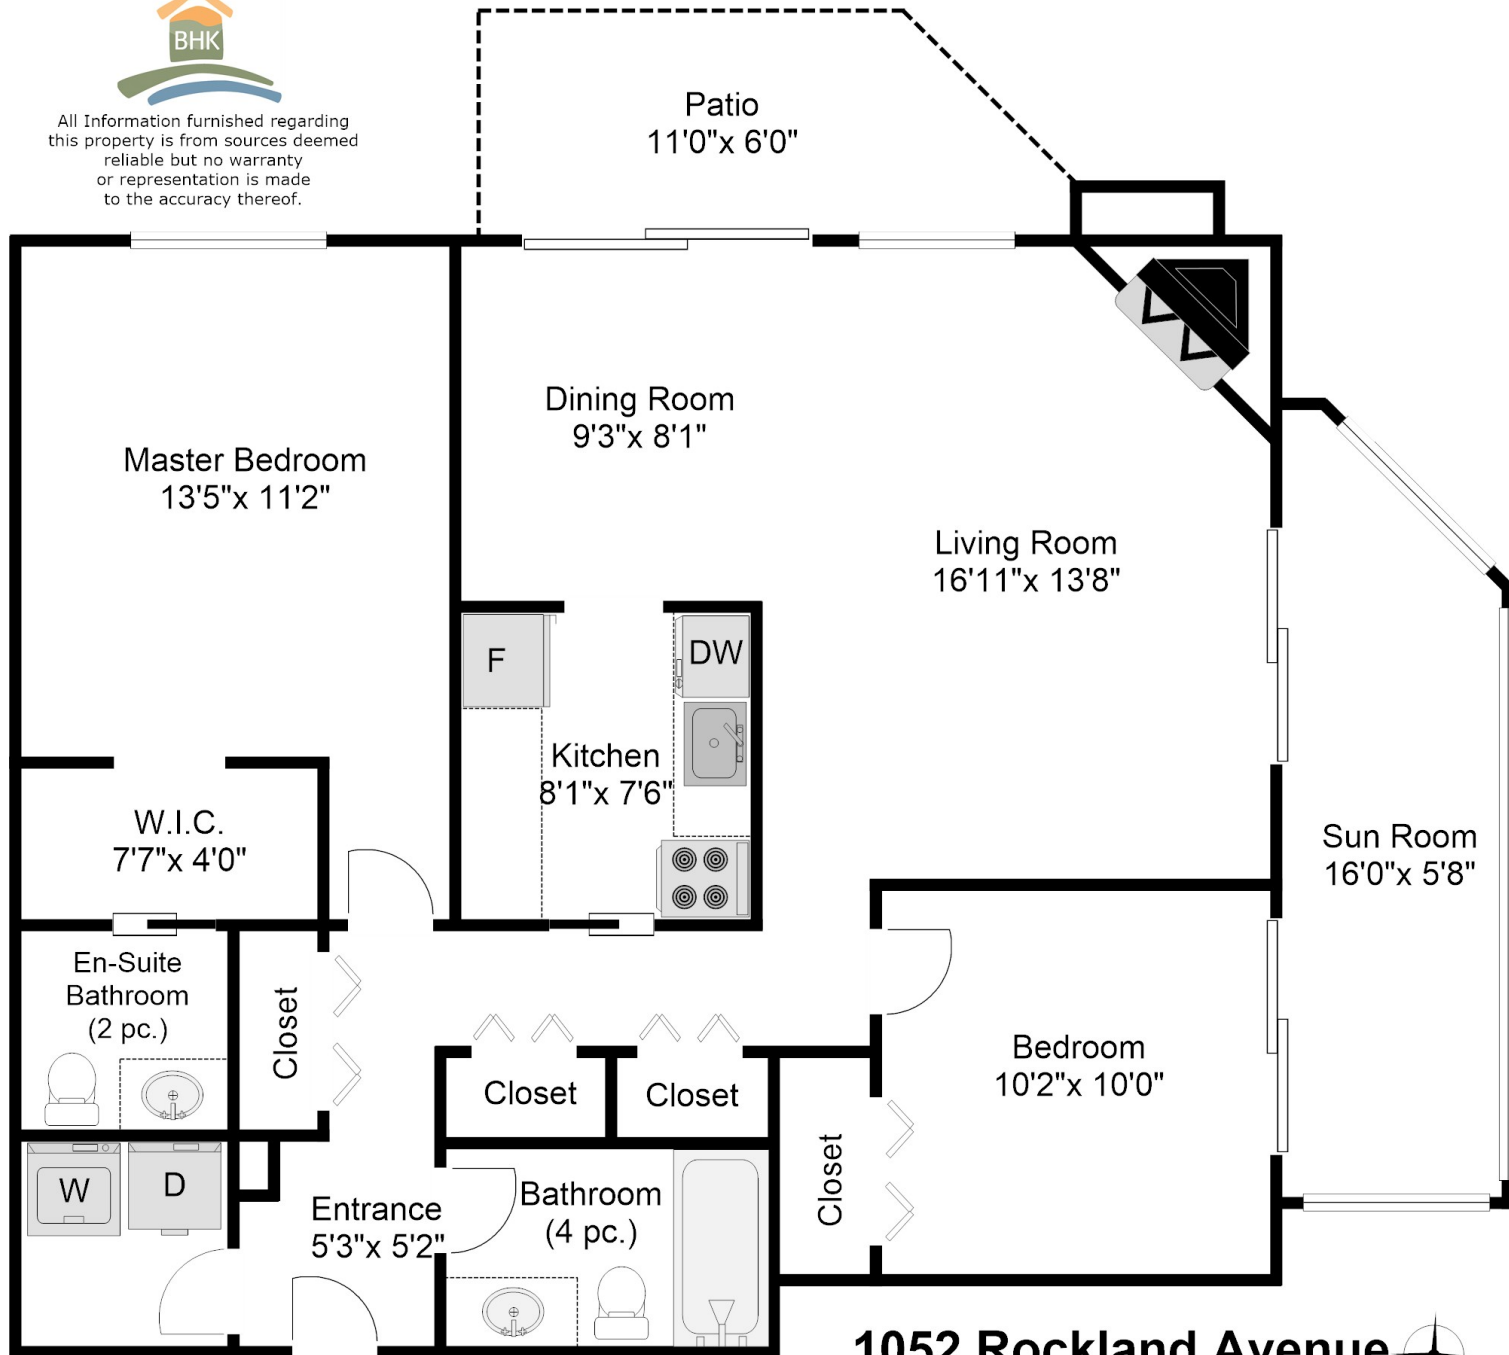 BHK
All Information furnished regarding
this property is from sources deemed
reliable but no warranty
or representation is made
to the accuracy thereof.
Patio
11'0"x 6'0"
Dining Room
9'3"x 8'1"
Master Bedroom
13'5"x 11'2"
Living Room
16'11"x 13'8"
F
DW
Kitchen
8'1"x 7'6"
W.I.C.
7'7"x 4'0"
Sun Room
16'0"x 5'8"
En-Suite
Bathroom
(2 pc.)
Closet
Closet
Closet
Bedroom
10'2"x 10'0"
Closet
W
D
Entrance
5'3"x 5'2"
Bathroom
(4 pc.)
1052 Rockland Avenue